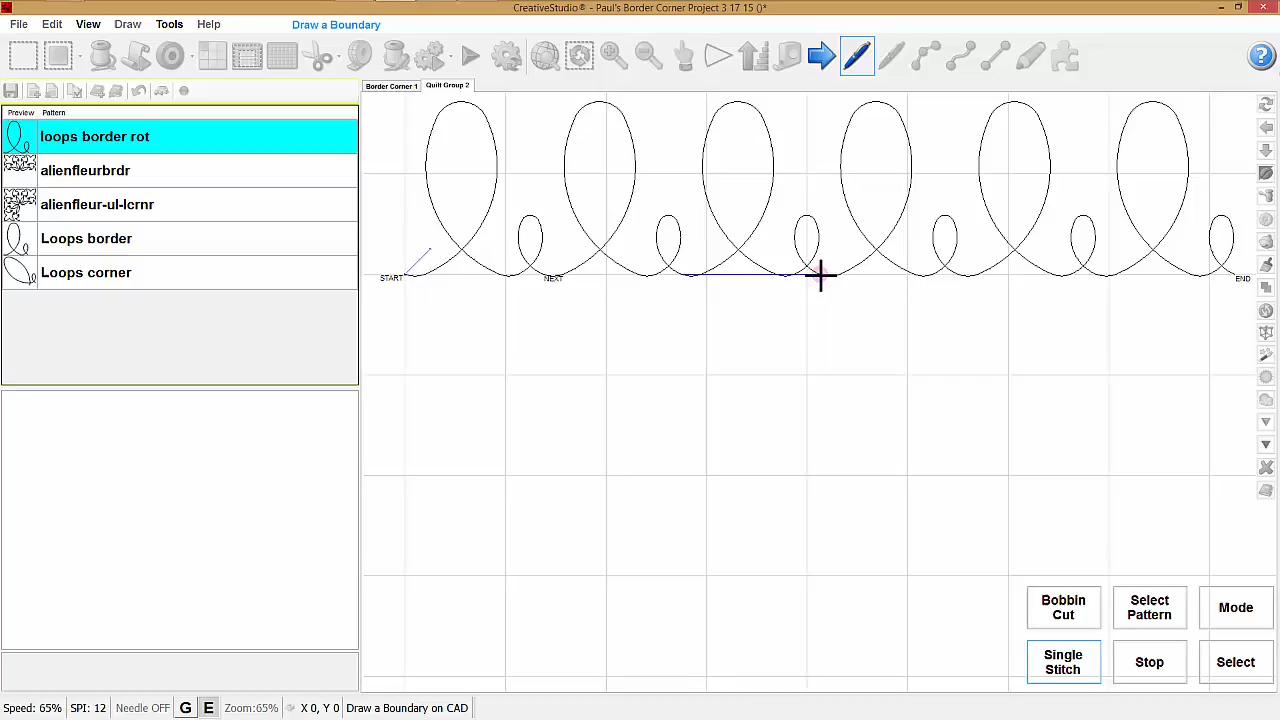 CreativeStudio® - Paul's Border Corner Project 3 17 15 ()*
File Edit View Draw Tools Help Draw a Boundary
Border Corner 1 Quilt Group 2
Preview Pattern
loops border rot
alienfleurbrdr
alienfleur-ul-lcrnr
Loops border
Loops corner
START NEXT END
Bobbin
Cut
Select
Pattern
Mode
Single
Stitch
Stop
Select
Speed: 65% SPI: 12 Needle OFF G E Zoom:65% X 0, Y 0 Draw a Boundary on CAD